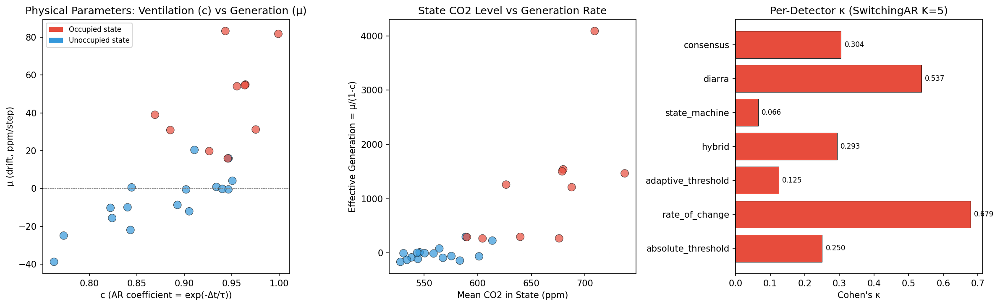 Physical Parameters: Ventilation (c) vs Generation (μ)
Occupied state
Unoccupied state
80
60
40
20
0
−20
−40
μ (drift, ppm/step)
0.80
0.85
0.90
0.95
1.00
c (AR coefficient = exp(-Δt/τ))
State CO2 Level vs Generation Rate
4000
3000
2000
1000
0
Effective Generation = μ/(1-c)
550
600
650
700
Mean CO2 in State (ppm)
Per-Detector κ (SwitchingAR K=5)
consensus 0.304
diarra 0.537
state_machine 0.066
hybrid 0.293
adaptive_threshold 0.125
rate_of_change 0.679
absolute_threshold 0.250
0.0
0.1
0.2
0.3
0.4
0.5
0.6
0.7
Cohen's κ